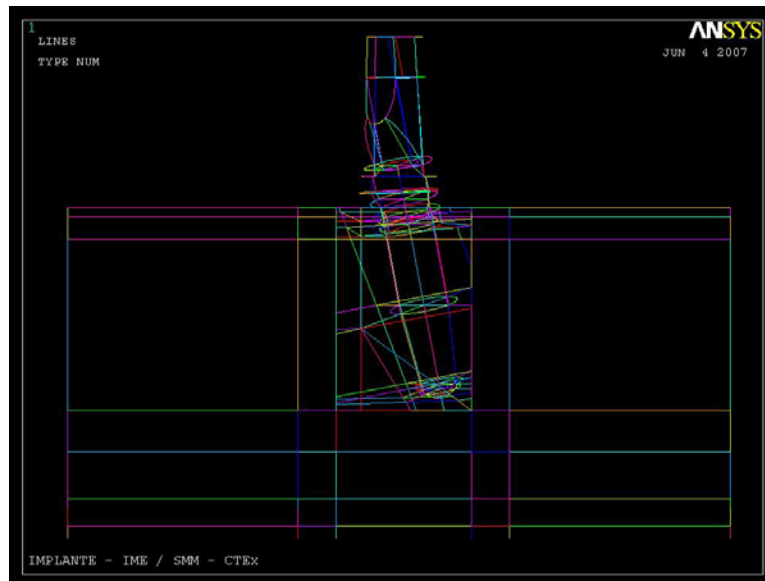 1
LINES
TYPE NUM
ANSYS
JUN 4 2007
IMPLANTE - IME / SMM - CTEx